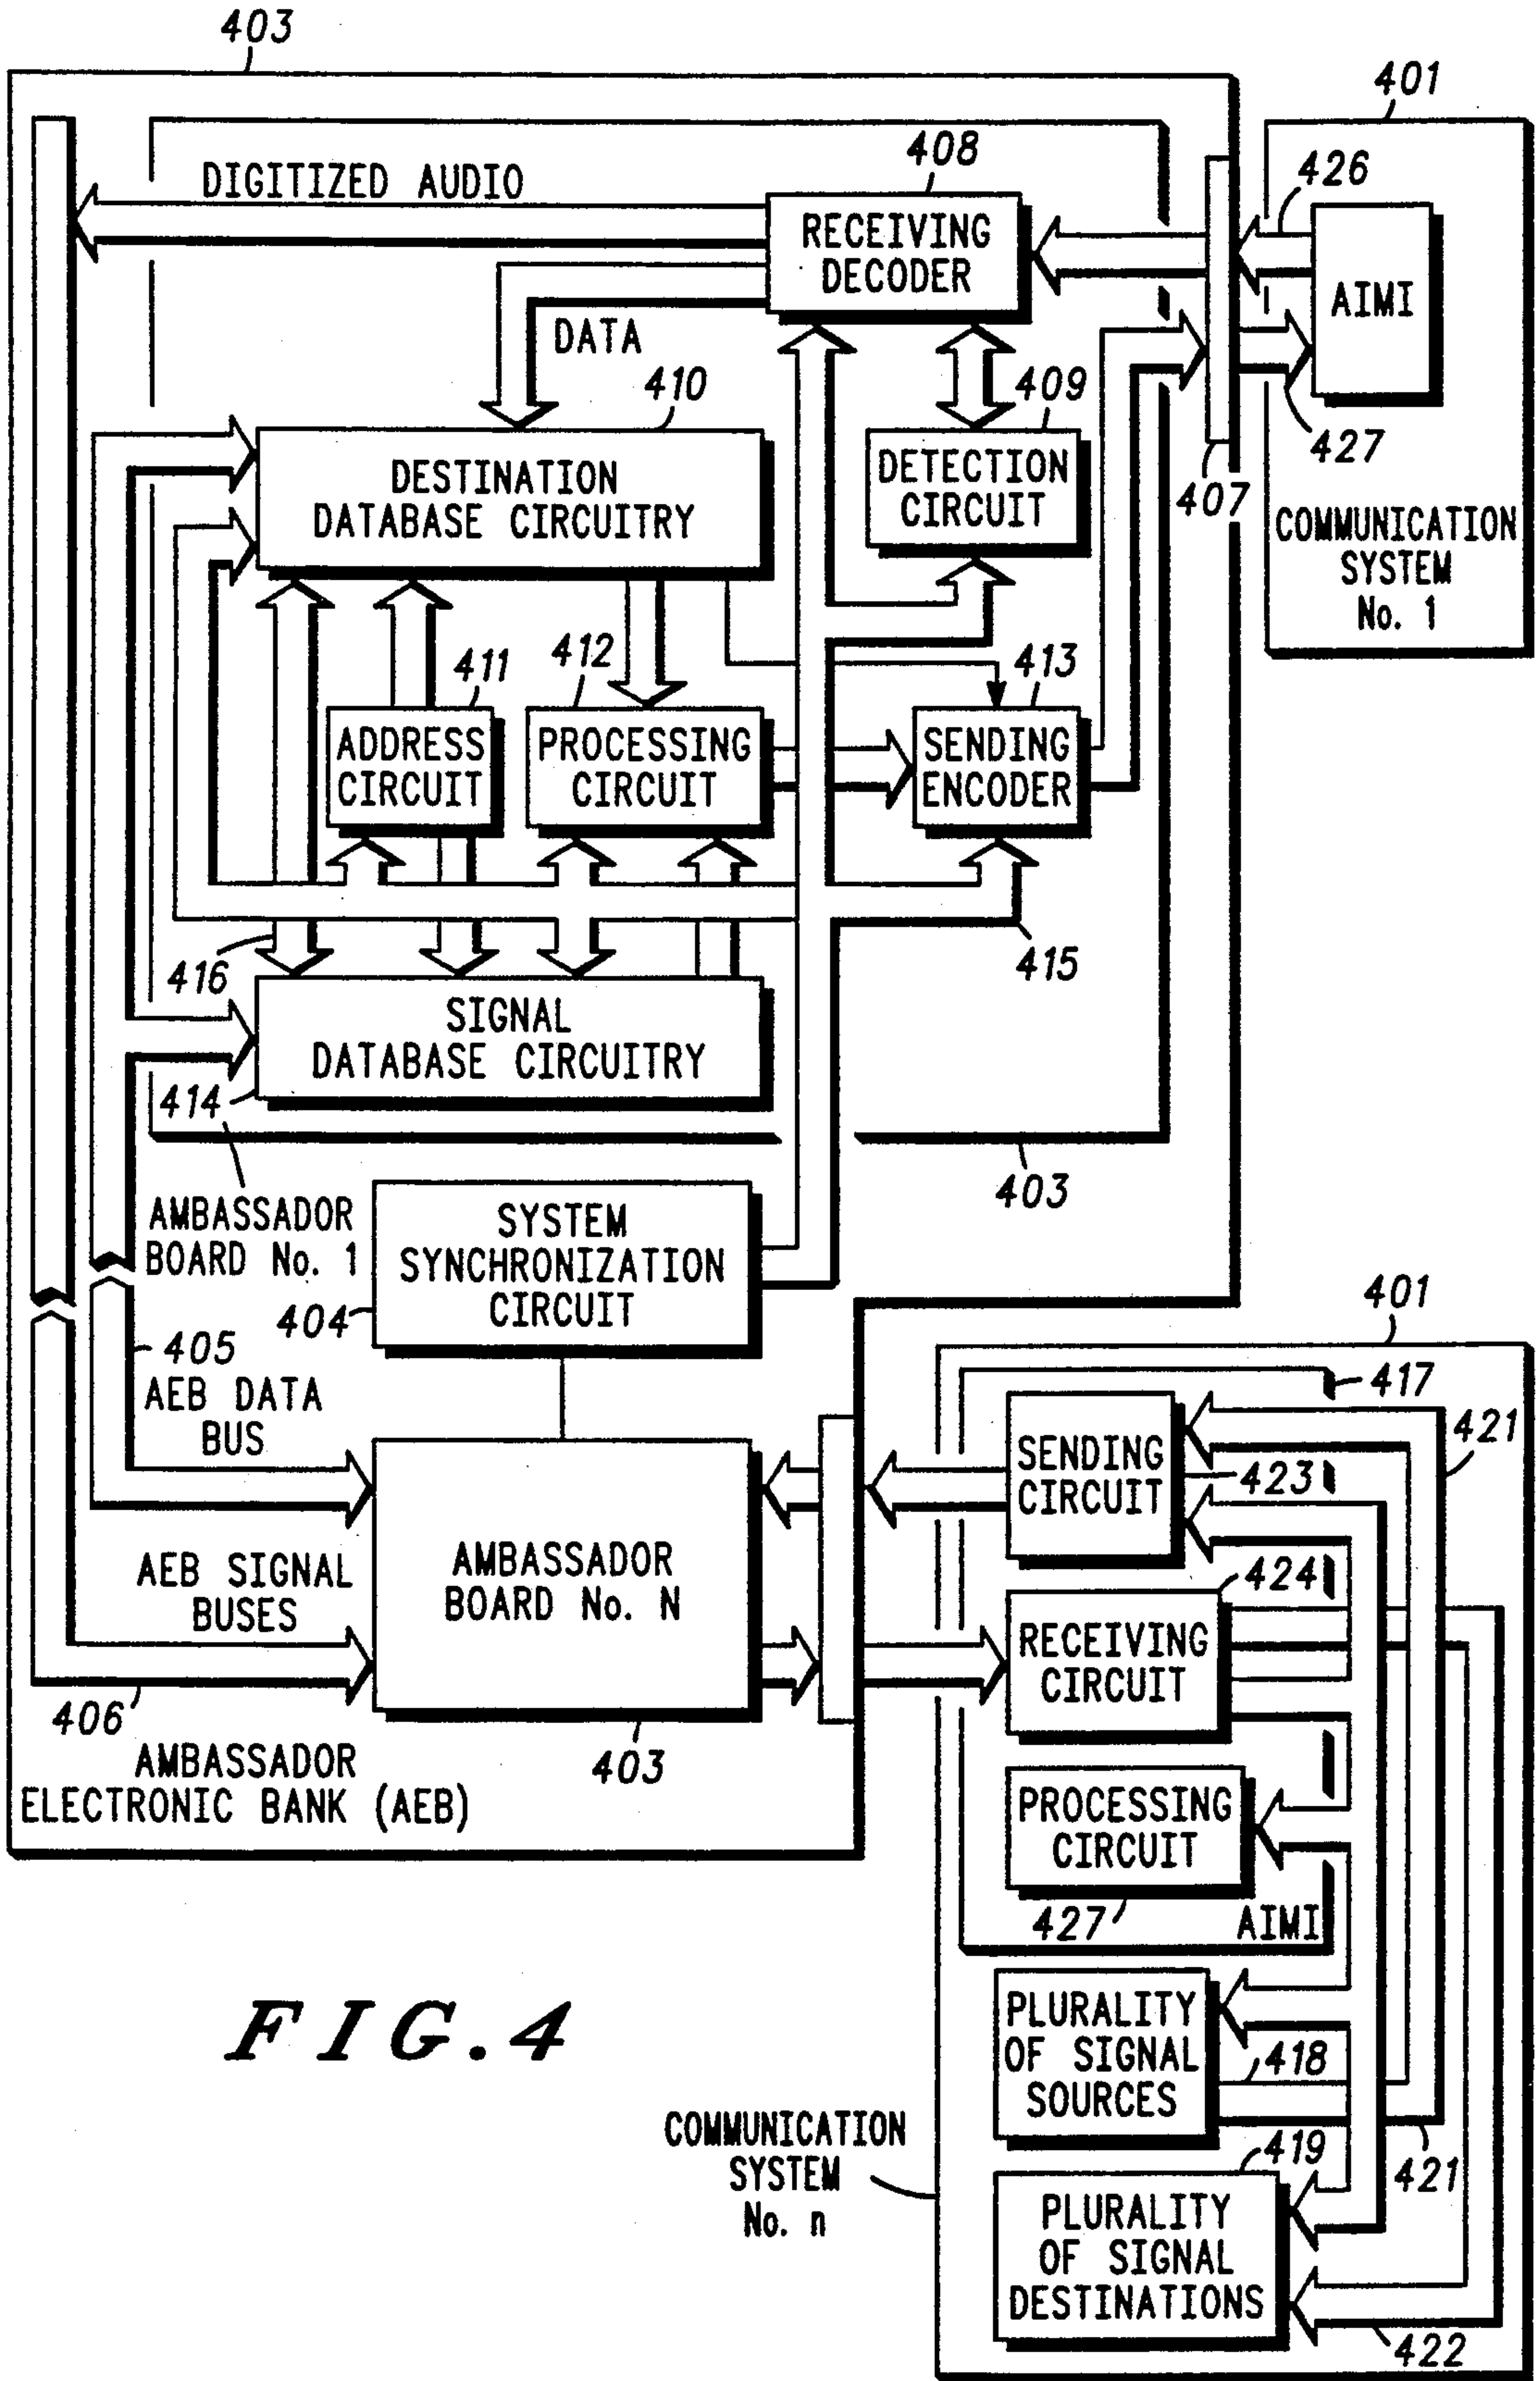 403
401
408
426
DIGITIZED AUDIO
RECEIVING
DECODER
AIMI
DATA
410
409
427
407
DESTINATION
DATABASE CIRCUITRY
DETECTION
CIRCUIT
COMMUNICATION
SYSTEM
No. 1
411
412
413
ADDRESS
CIRCUIT
PROCESSING
CIRCUIT
SENDING
ENCODER
416
415
SIGNAL
DATABASE CIRCUITRY
414
403
AMBASSADOR
BOARD No. 1
SYSTEM
SYNCHRONIZATION
CIRCUIT
404
405
AEB DATA
BUS
401
417
421
SENDING
CIRCUIT
423
AEB SIGNAL
BUSES
AMBASSADOR
BOARD No. N
424
RECEIVING
CIRCUIT
406
403
AMBASSADOR
ELECTRONIC BANK (AEB)
PROCESSING
CIRCUIT
427
AIMI
PLURALITY
OF SIGNAL
SOURCES
418
FIG.4
COMMUNICATION
SYSTEM
No. n
419
421
PLURALITY
OF SIGNAL
DESTINATIONS
422